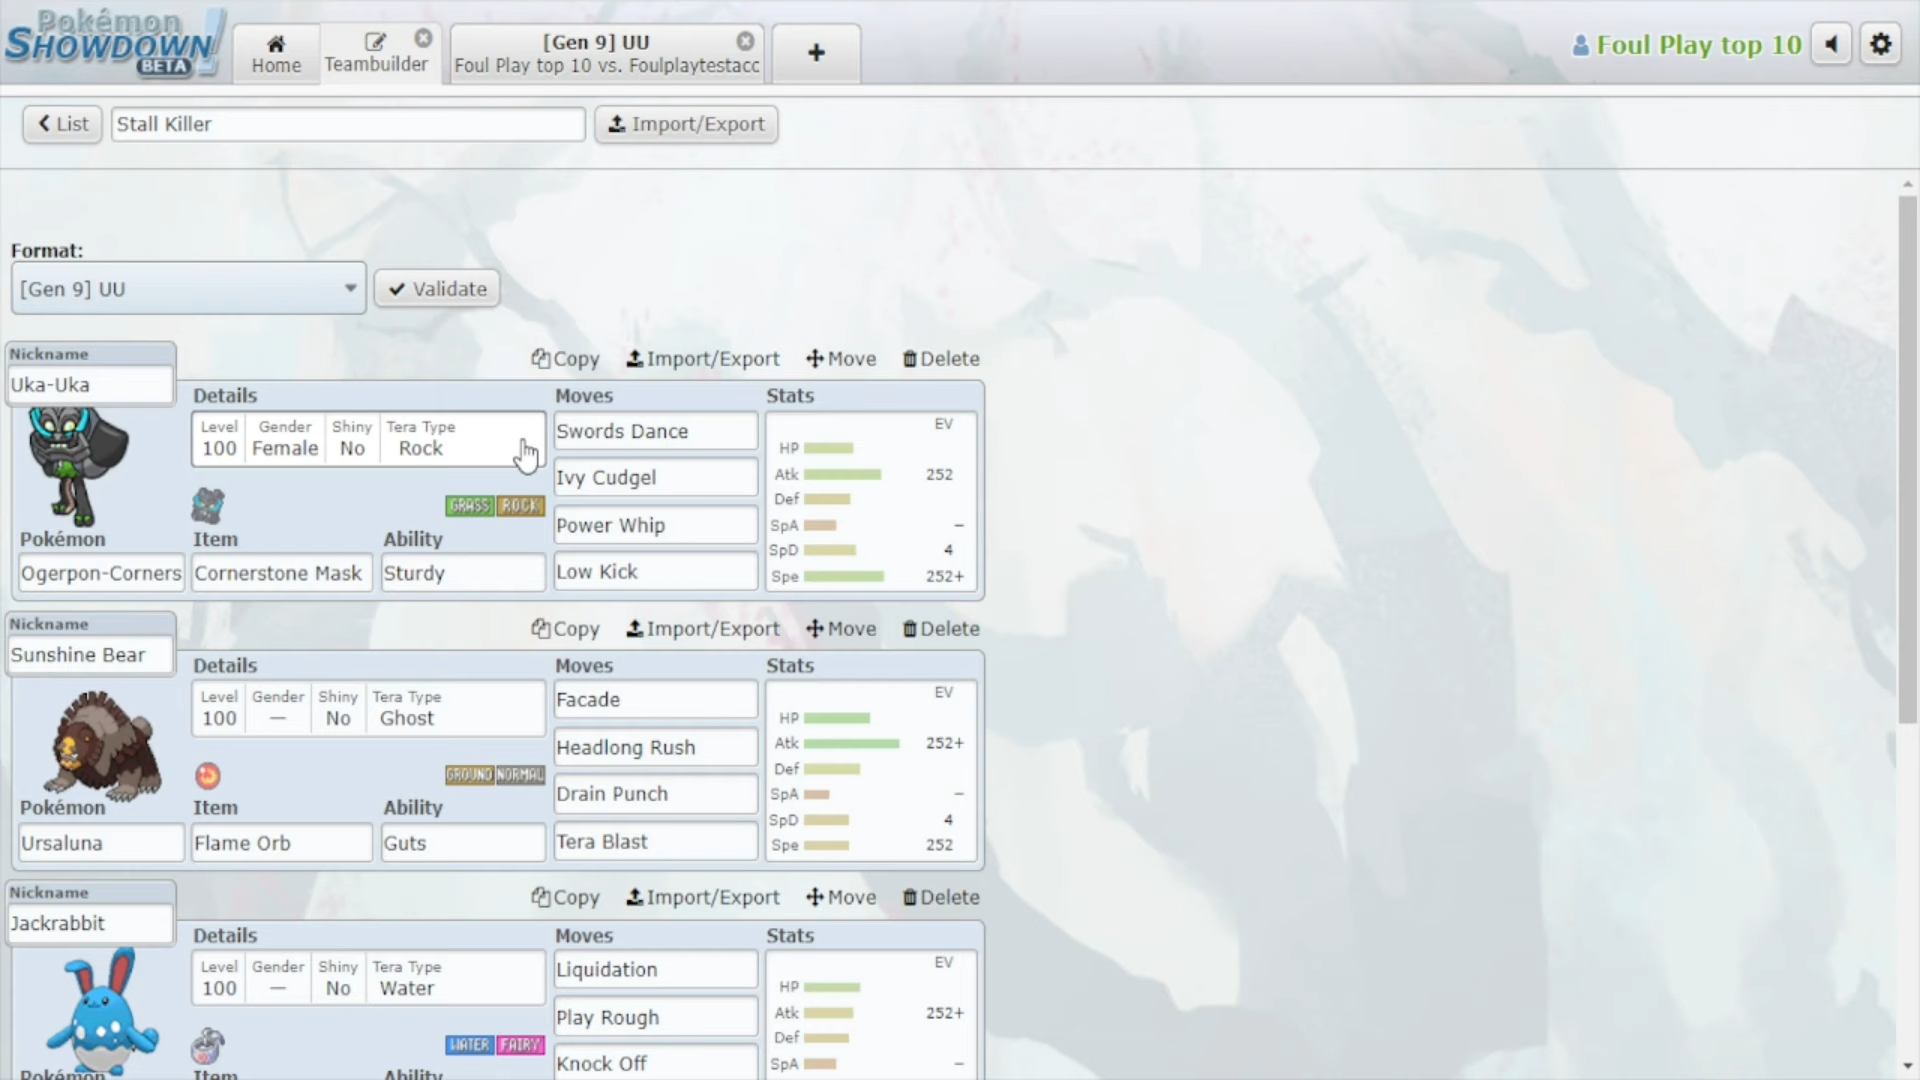 Pokémon
SHOWDOWN!
BETA
Home
Teambuilder
[Gen 9] UU
Foul Play top 10 vs. Foulplaytestacc
+
Foul Play top 10
List
Stall Killer
Import/Export
Format:
[Gen 9] UU
Validate
Nickname
Uka-Uka
Copy
Import/Export
Move
Delete
Details
Level
100
Gender
Female
Shiny
No
Tera Type
Rock
GRASS
ROCK
Pokémon
Ogerpon-Corners
Item
Cornerstone Mask
Ability
Sturdy
Moves
Swords Dance
Ivy Cudgel
Power Whip
Low Kick
Stats
EV
HP
Atk 252
Def
SpA –
SpD 4
Spe 252+
Nickname
Sunshine Bear
Copy
Import/Export
Move
Delete
Details
Level
100
Gender
—
Shiny
No
Tera Type
Ghost
GROUND
NORMAL
Pokémon
Ursaluna
Item
Flame Orb
Ability
Guts
Moves
Facade
Headlong Rush
Drain Punch
Tera Blast
Stats
EV
HP
Atk 252+
Def
SpA –
SpD 4
Spe 252
Nickname
Jackrabbit
Copy
Import/Export
Move
Delete
Details
Level
100
Gender
—
Shiny
No
Tera Type
Water
WATER
FAIRY
Pokémon
Item
Ability
Moves
Liquidation
Play Rough
Knock Off
Stats
EV
HP
Atk 252+
Def
SpA –